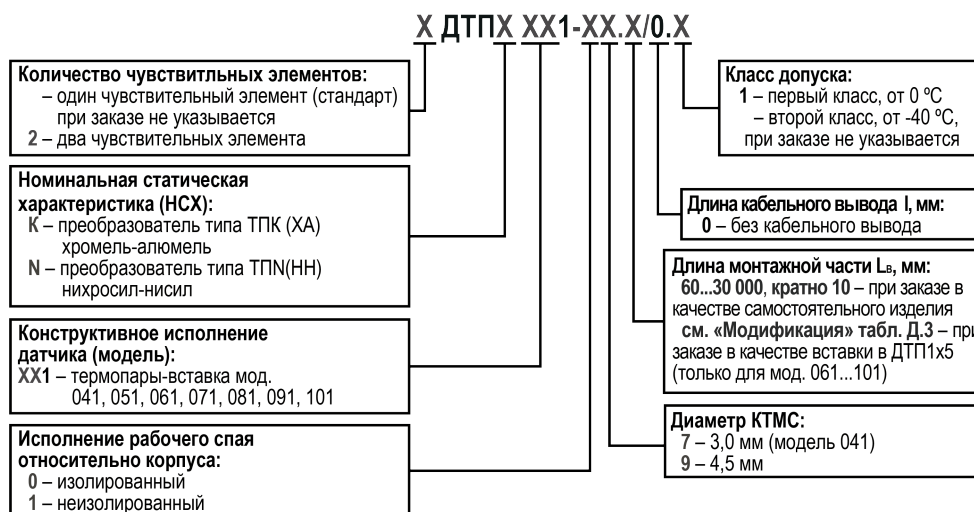 Х ДТПХ ХХ1-ХХ.Х/0.Х
Количество чувствитльных элементов:
– один чувствительный элемент (стандарт)
при заказе не указывается
2 – два чувствительных элемента
Номинальная статическая
характеристика (НСХ):
К – преобразователь типа ТПК (ХА)
хромель-алюмель
N – преобразователь типа ТПN(НН)
нихросил-нисил
Конструктивное исполнение
датчика (модель):
ХХ1 – термопары-вставка мод.
041, 051, 061, 071, 081, 091, 101
Исполнение рабочего спая
относительно корпуса:
0 – изолированный
1 – неизолированный
Класс допуска:
1 – первый класс, от 0 ºС
– второй класс, от -40 ºС,
при заказе не указывается
Длина кабельного вывода l, мм:
0 – без кабельного вывода
Длина монтажной части Lв, мм:
60...30 000, кратно 10 – при заказе в
качестве самостоятельного изделия
см. «Модификация» табл. Д.3 – при
заказе в качестве вставки в ДТП1х5
(только для мод. 061...101)
Диаметр КТМС:
7 – 3,0 мм (модель 041)
9 – 4,5 мм